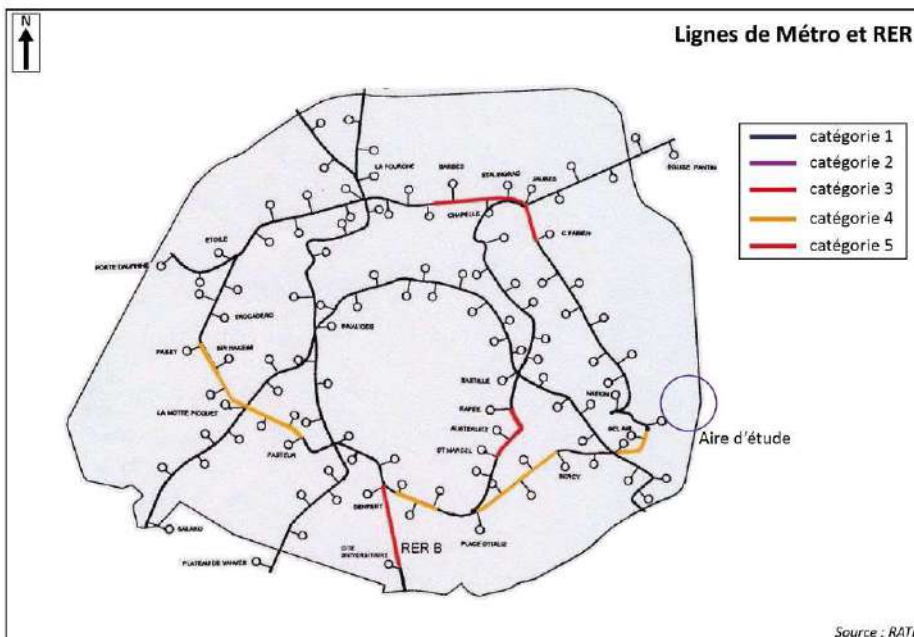 N
Lignes de Métro et RER
catégorie 1
catégorie 2
catégorie 3
catégorie 4
catégorie 5
LA FOURCHE
BARBES
STALINGRAD
JAURES
EGLISE PANTIN
CHAPELLE
C.FABIEN
ETOILE
PORTE DAUPHINE
TROCADERO
PASSY
BIR HAKEIM
INVALIDES
LA MOTTE PICQUET
PASTEUR
BASTILLE
RAPEE
AUSTERLITZ
ST MARCEL
NATION
BEL AIR
Aire d'étude
BERCY
DENFERT
PLACE D'ITALIE
RER B
CITE
UNIVERSITAIRE
BALARD
PLATEAU DE VANVES
Source : RAT